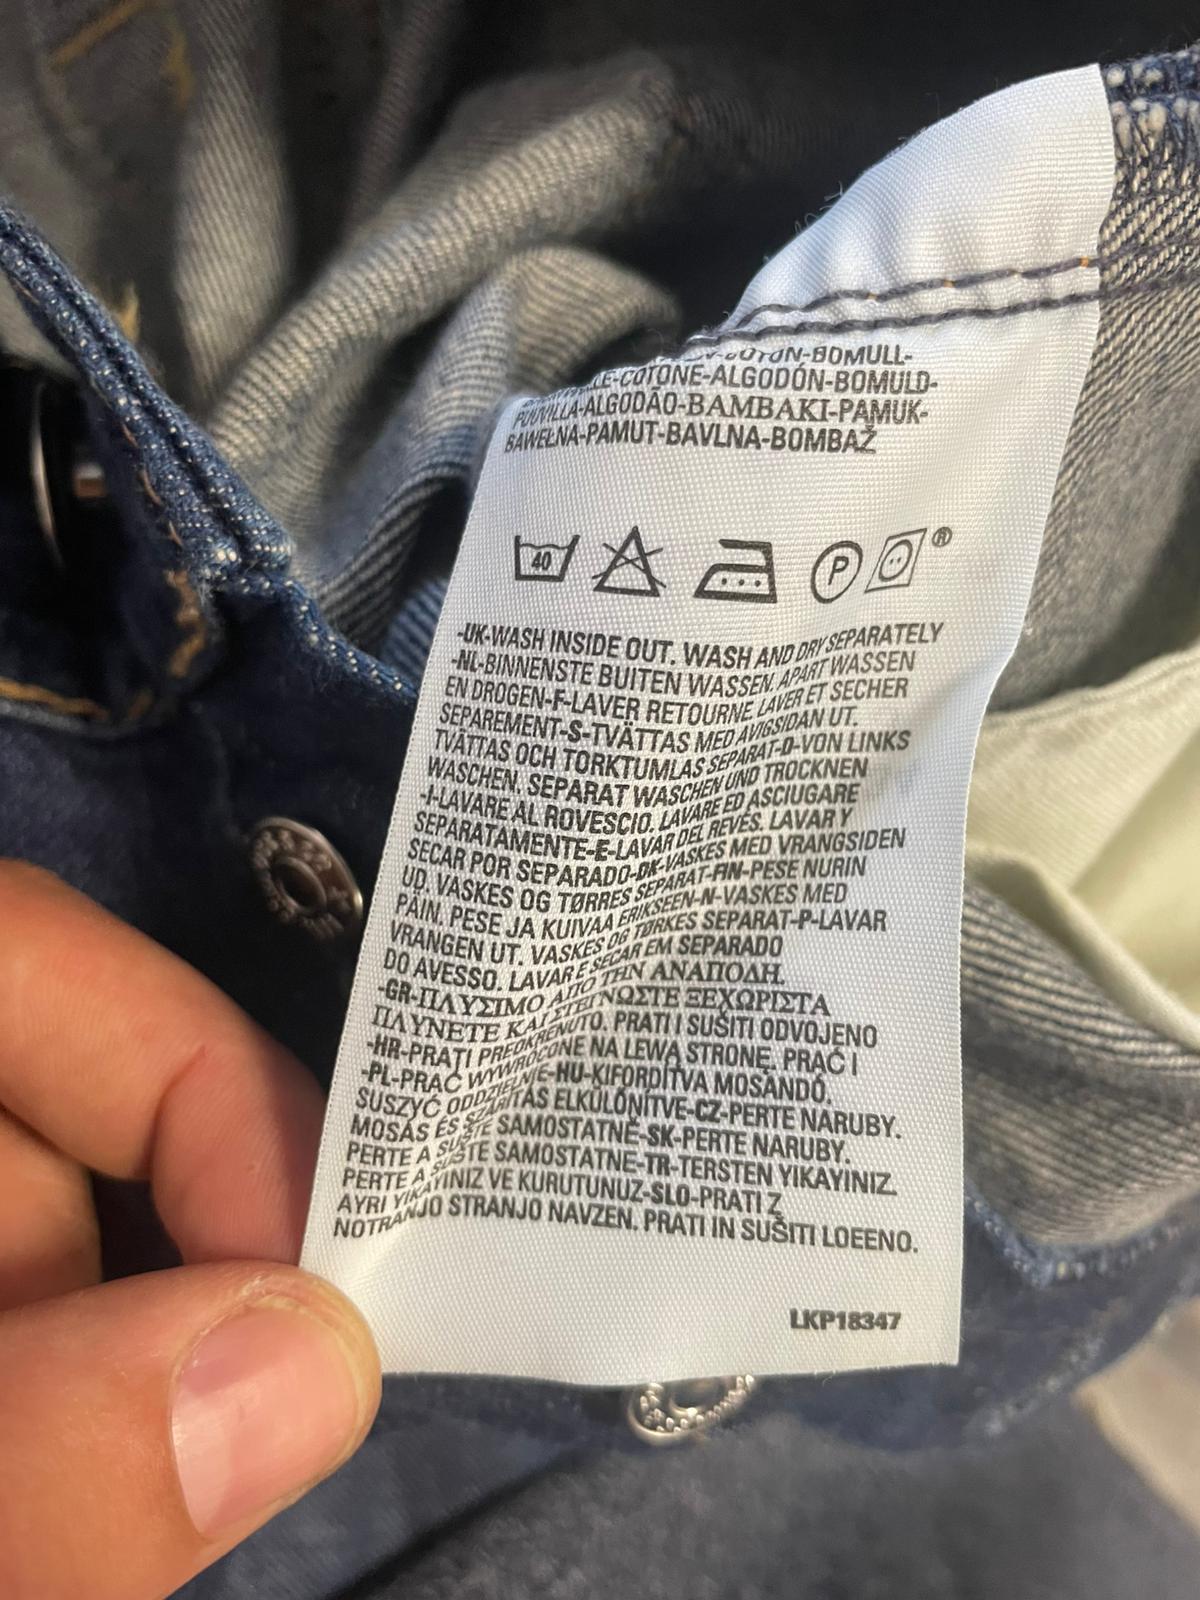 COTON-BOMULL-
COTONE-ALGODÓN-BOMULD-
PUUVILLA-ALGODÃO-BAMBAKI-PAMUK-
BAWEŁNA-PAMUT-BAVLNA-BOMBAŽ
40 P ®
-UK-WASH INSIDE OUT. WASH AND DRY SEPARATELY
-NL-BINNENSTE BUITEN WASSEN. APART WASSEN
EN DROGEN-F-LAVER RETOURNE. LAVER ET SECHER
SEPAREMENT-S-TVÄTTAS MED AVIGSIDAN UT.
TVÄTTAS OCH TORKTUMLAS SEPARAT-D-VON LINKS
WASCHEN. SEPARAT WASCHEN UND TROCKNEN
-I-LAVARE AL ROVESCIO. LAVARE ED ASCIUGARE
SEPARATAMENTE-E-LAVAR DEL REVÉS. LAVAR Y
SECAR POR SEPARADO-DK-VASKES MED VRANGSIDEN
UD. VASKES OG TØRRES SEPARAT-FIN-PESE NURIN
PÄIN. PESE JA KUIVAA ERIKSEEN-N-VASKES MED
VRANGEN UT. VASKES OG TØRKES SEPARAT-P-LAVAR
DO AVESSO. LAVAR E SECAR EM SEPARADO
-GR-ΠΛΥΣΙΜΟ ΑΠΟ ΤΗΝ ΑΝΑΠΟΔΗ.
ΠΛΥΝΕΤΕ ΚΑΙ ΣΤΕΓΝΩΣΤΕ ΞΕΧΩΡΙΣΤΑ
-HR-PRATI PREOKRENUTO. PRATI I SUŠITI ODVOJENO
-PL-PRAĆ WYWRÓCONE NA LEWĄ STRONĘ. PRAĆ I
SUSZYĆ ODDZIELNIE-HU-KIFORDÍTVA MOSANDÓ.
MOSÁS ÉS SZÁRÍTÁS ELKÜLÖNÍTVE-CZ-PERTE NARUBY.
PERTE A SUŠTE SAMOSTATNĚ-SK-PERTE NARUBY.
PERTE A SUŠTE SAMOSTATNE-TR-TERSTEN YIKAYINIZ.
AYRI YIKAYINIZ VE KURUTUNUZ-SLO-PRATI Z
NOTRANJO STRANJO NAVZEN. PRATI IN SUŠITI LOEENO.
LKP18347